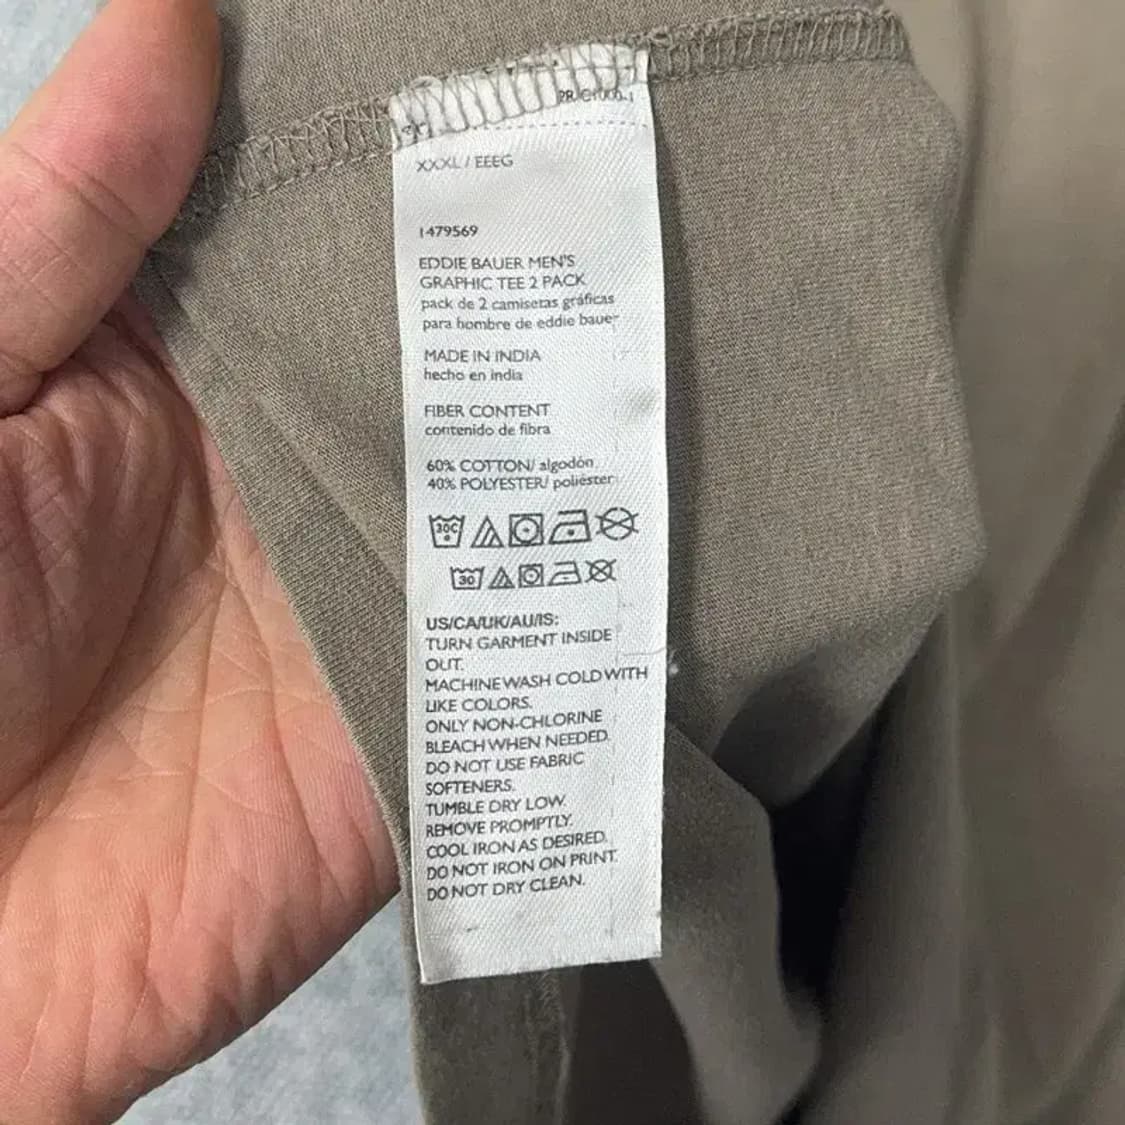 XXXL / EEEG
1479569
EDDIE BAUER MEN'S
GRAPHIC TEE 2 PACK
pack de 2 camisetas gráficas
para hombre de eddie bauer
MADE IN INDIA
hecho en india
FIBER CONTENT
contenido de fibra
60% COTTON/ algodón
40% POLYESTER/ poliéster
30C
30
US/CA/UK/AU/IS:
TURN GARMENT INSIDE
OUT.
MACHINE WASH COLD WITH
LIKE COLORS.
ONLY NON-CHLORINE
BLEACH WHEN NEEDED.
DO NOT USE FABRIC
SOFTENERS.
TUMBLE DRY LOW.
REMOVE PROMPTLY.
COOL IRON AS DESIRED.
DO NOT IRON ON PRINT.
DO NOT DRY CLEAN.